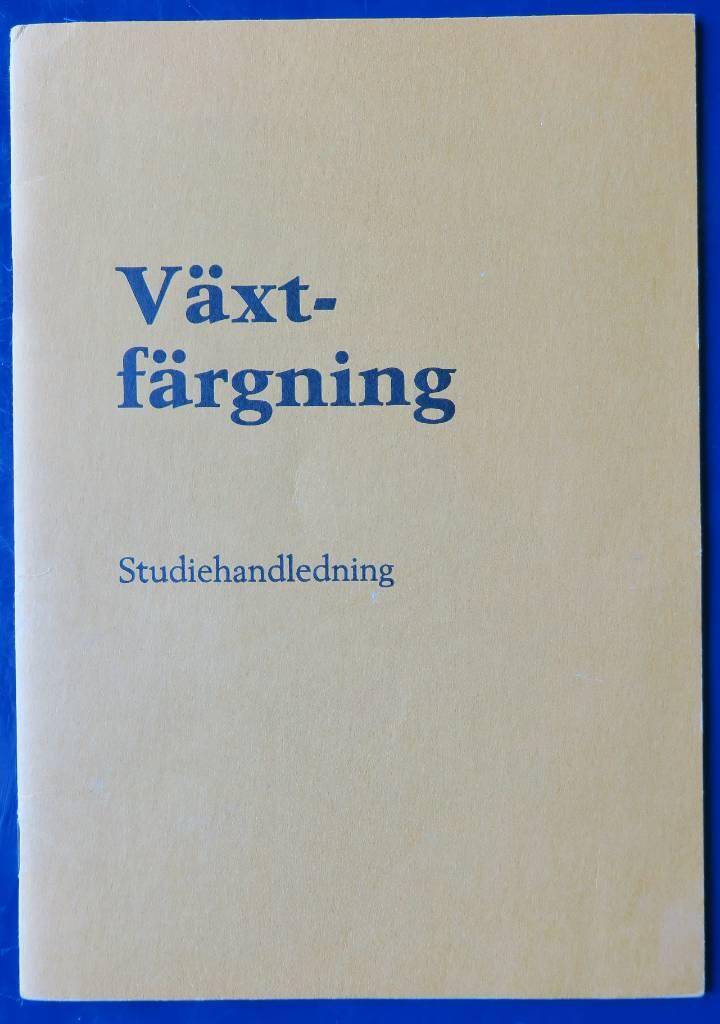 Växt-
färgning
Studiehandledning